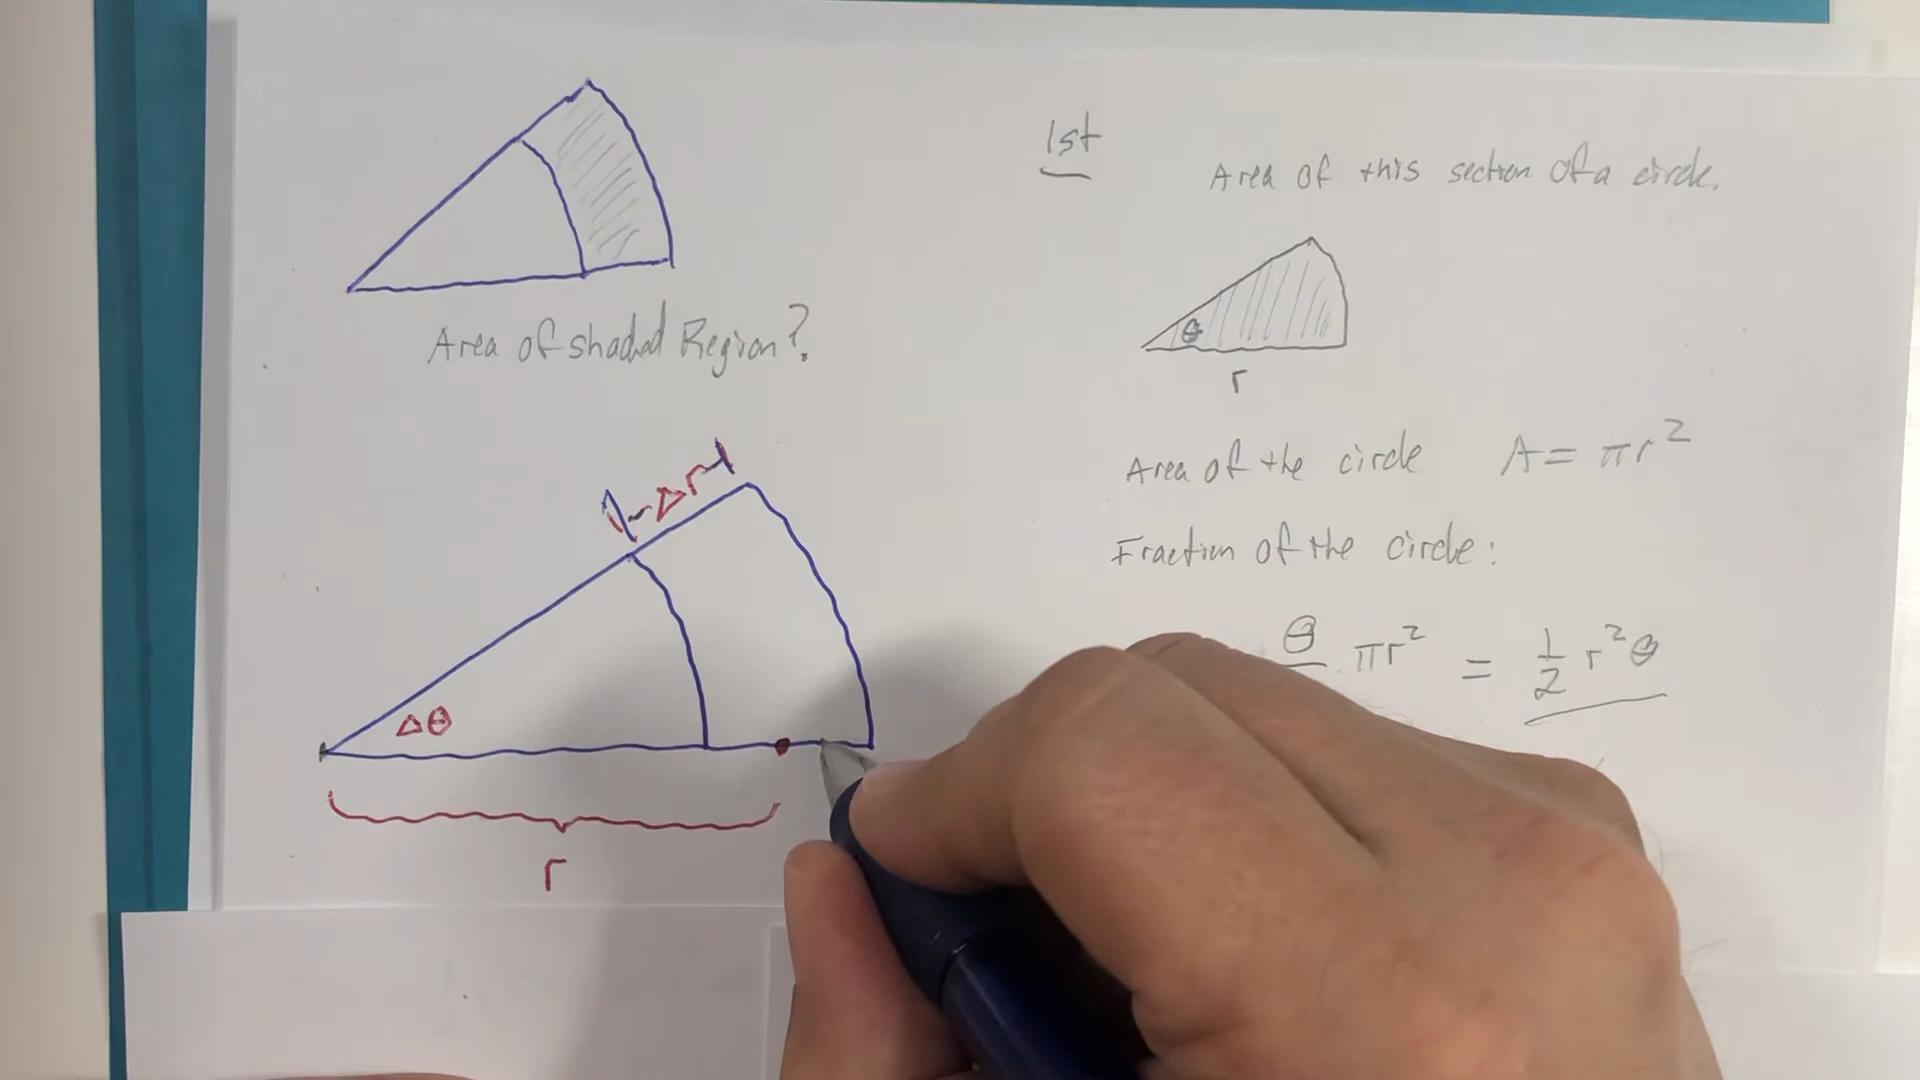 Area of shaded Region?
Δr
Δθ
r
1st
Area of this section of a circle.
θ
r
Area of the circle A = πr²
Fraction of the circle:
θ · πr² = 1/2 r²θ